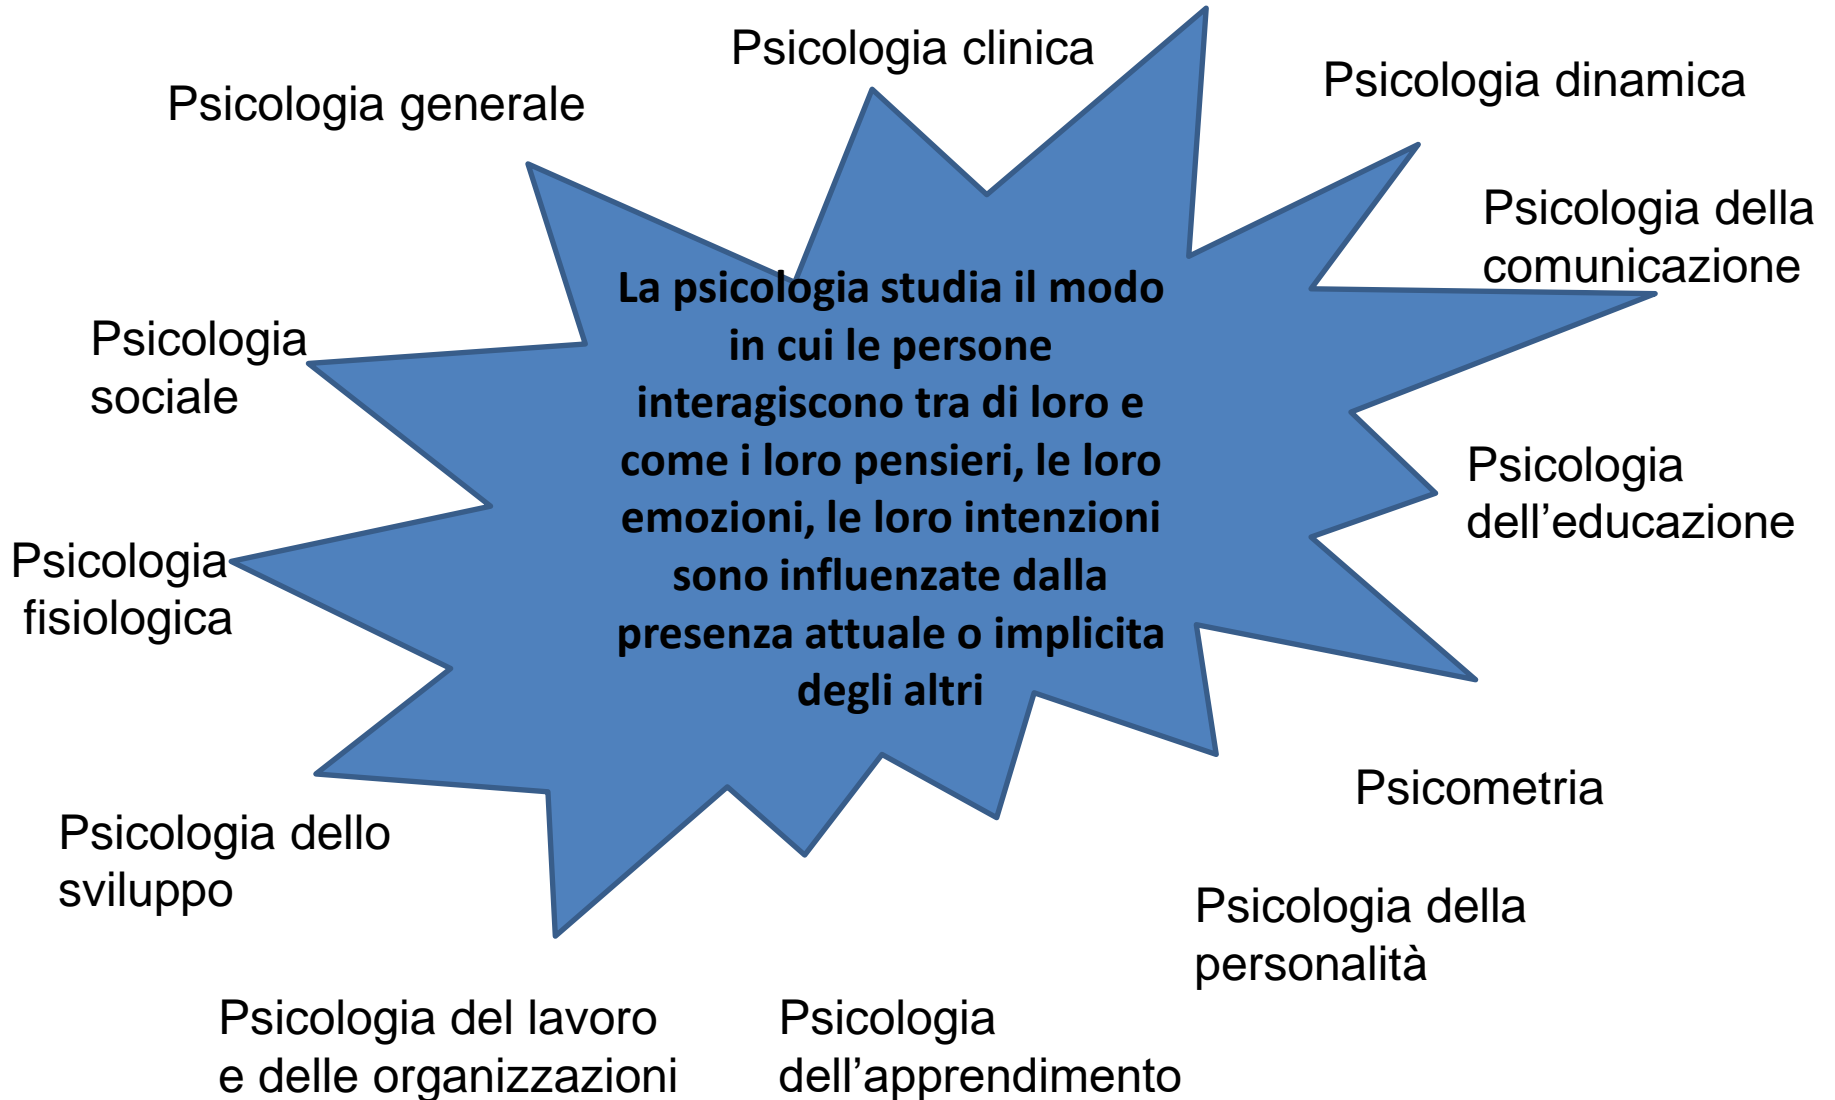 Psicologia clinica
Psicologia generale
Psicologia dinamica
Psicologia della
comunicazione
La psicologia studia il modo
in cui le persone
interagiscono tra di loro e
come i loro pensieri, le loro
emozioni, le loro intenzioni
sono influenzate dalla
presenza attuale o implicita
degli altri
Psicologia
sociale
Psicologia
dell’educazione
Psicologia
fisiologica
Psicometria
Psicologia dello
sviluppo
Psicologia della
personalità
Psicologia del lavoro
e delle organizzazioni
Psicologia
dell’apprendimento